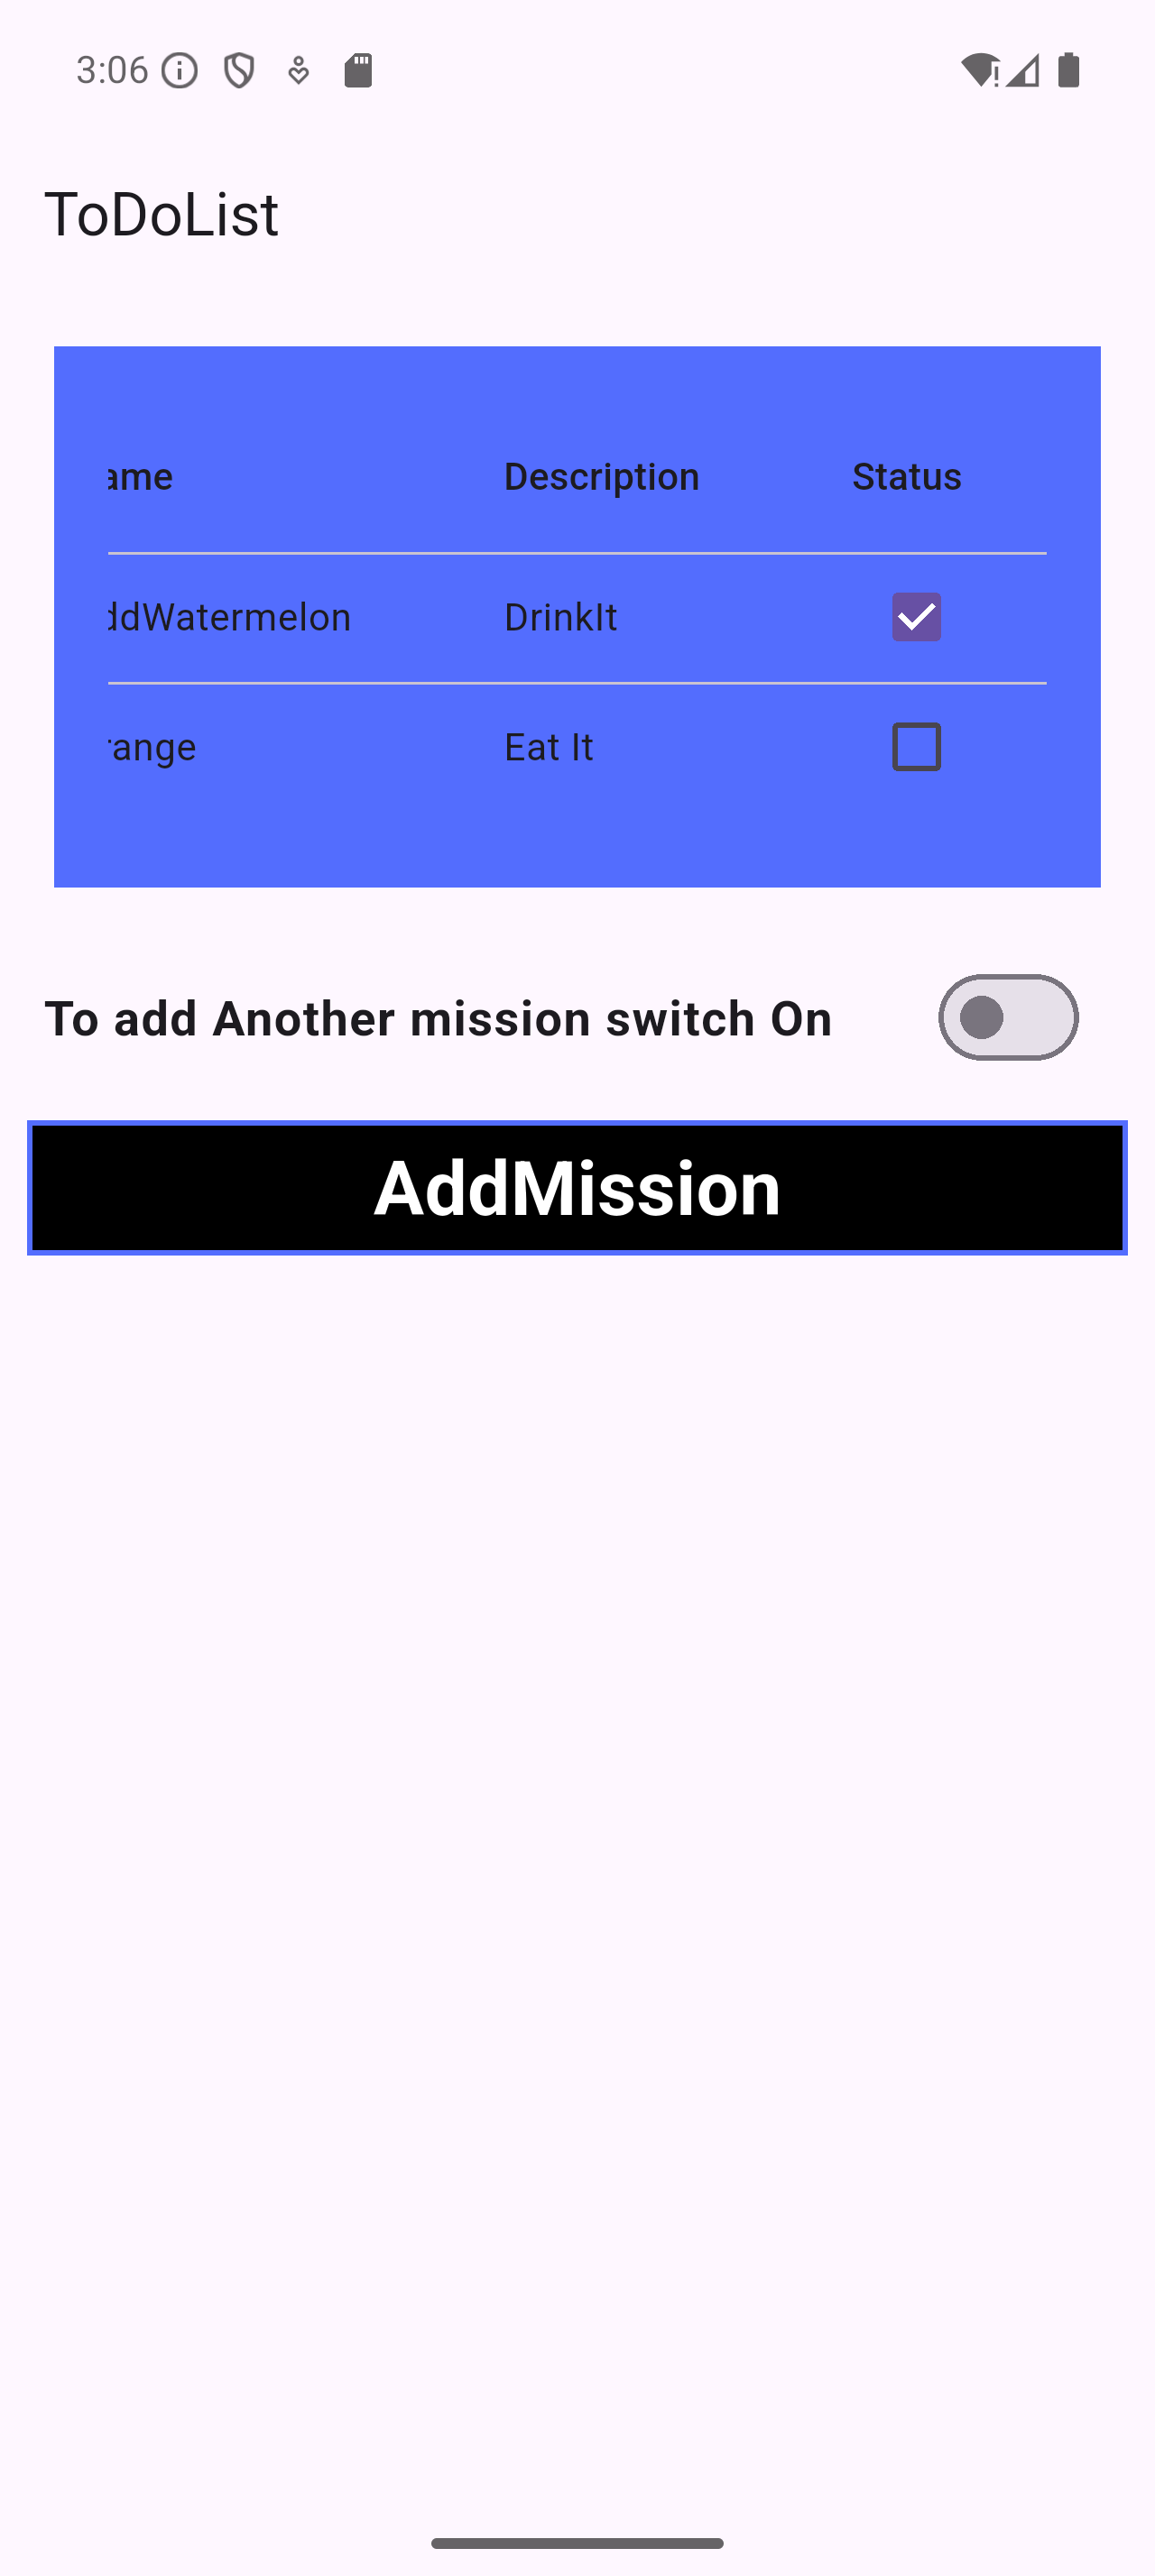 3:06
ToDoList
ame Description Status
ddWatermelon DrinkIt
range Eat It
To add Another mission switch On
AddMission